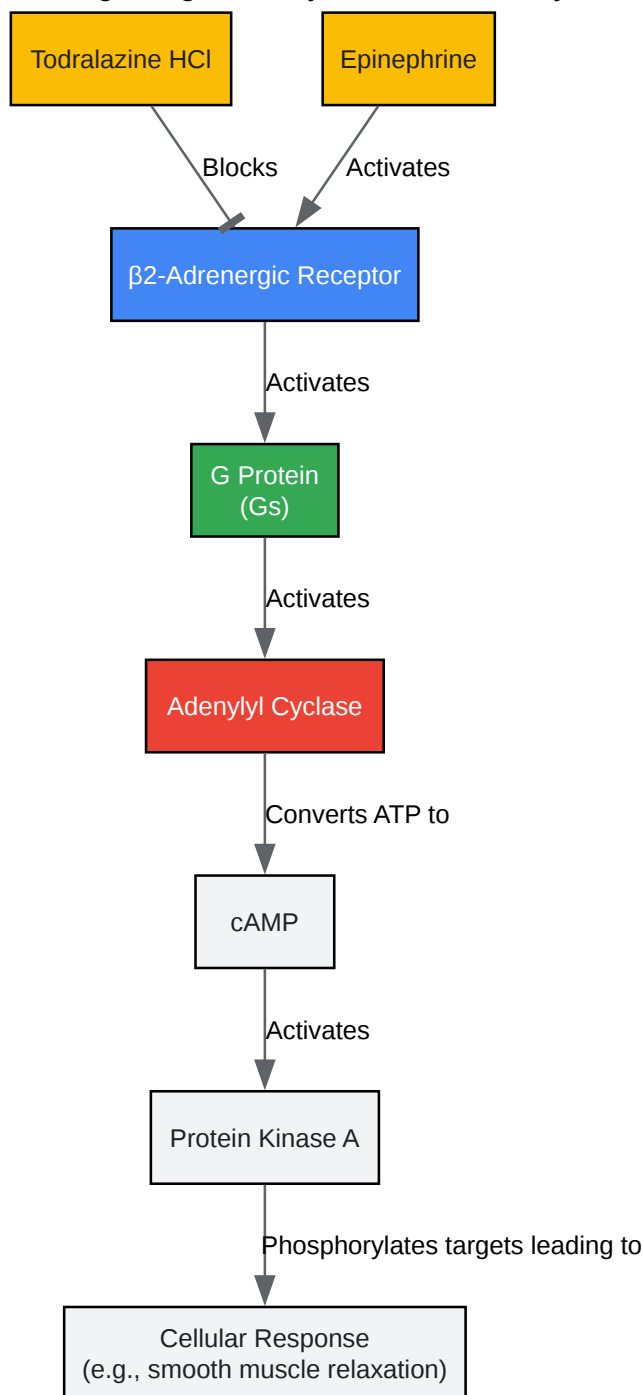 Todralazine HCl
Epinephrine
Blocks
Activates
β2-Adrenergic Receptor
Activates
G Protein
(Gs)
Activates
Adenylyl Cyclase
Converts ATP to
cAMP
Activates
Protein Kinase A
Phosphorylates targets leading to
Cellular Response
(e.g., smooth muscle relaxation)